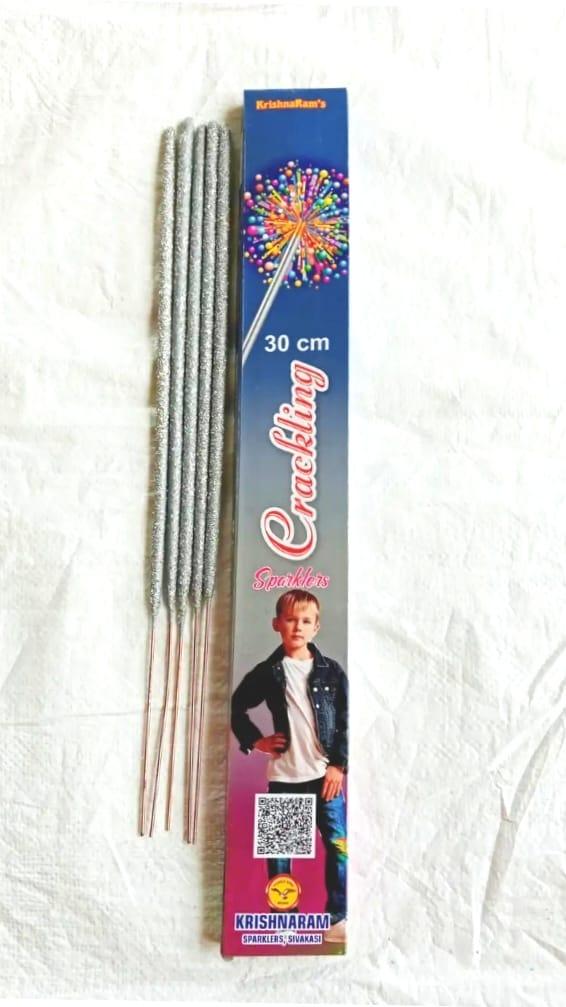 KrishnaRam's
30 cm
Crackling
Sparklers
KRISHNARAM
SPARKLERS, SIVAKASI